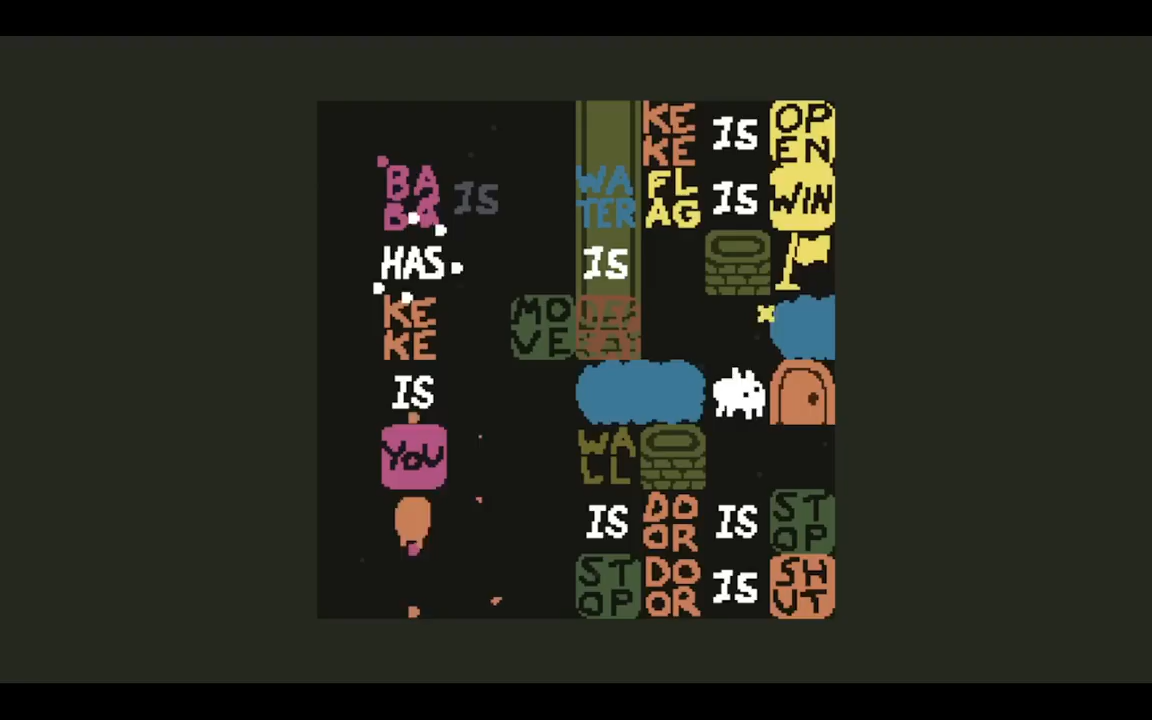 KEKE IS OPEN
BABA IS WATER FLAG IS WIN
HAS IS
KEKE MOVE
IS
YOU WALL
IS DOOR IS STOP
STOP DOOR IS SHUT